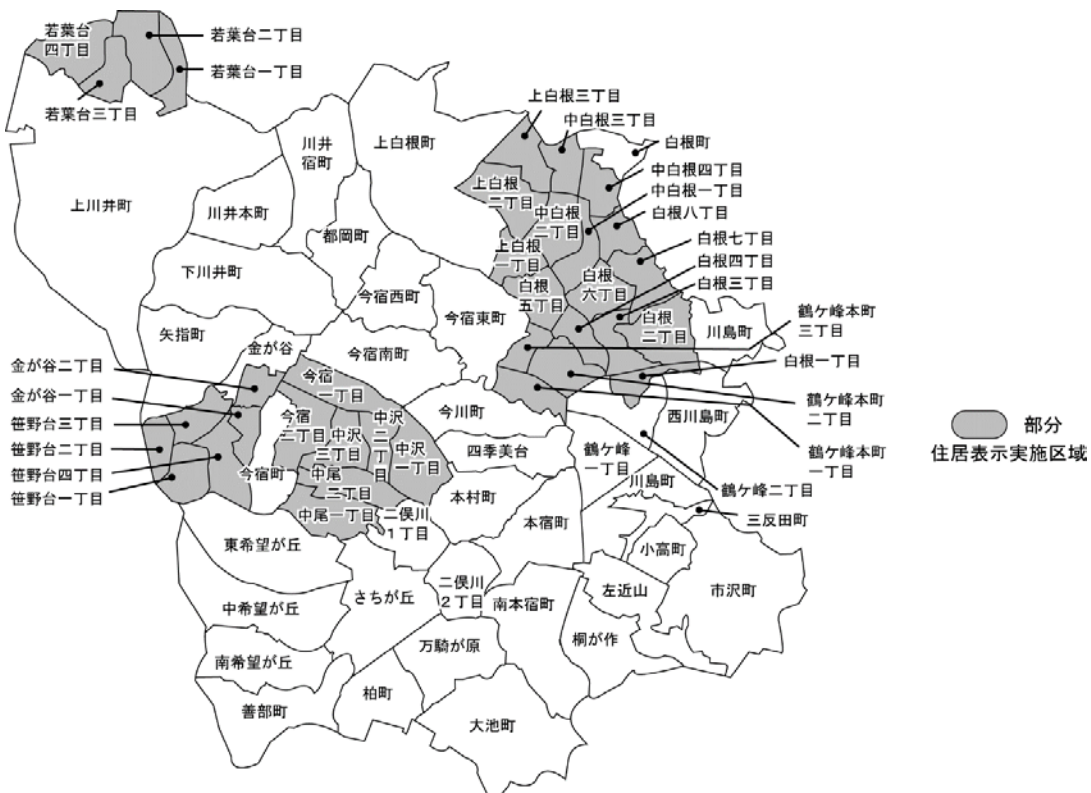 若葉台
四丁目
若葉台二丁目
若葉台一丁目
若葉台三丁目
上白根三丁目
中白根三丁目
白根町
川井
宿町
上白根町
中白根四丁目
上白根
二丁目
中白根一丁目
上川井町
川井本町
中白根
二丁目
白根八丁目
都岡町
白根七丁目
上白根
一丁目
白根四丁目
下川井町
白根
六丁目
白根三丁目
今宿西町
白根
五丁目
今宿東町
白根
二丁目
川島町
鶴ケ峰本町
三丁目
矢指町
金が谷
今宿南町
白根一丁目
金が谷二丁目
今宿
一丁目
金が谷一丁目
鶴ケ峰本町
二丁目
笹野台三丁目
今宿
二丁目
中沢
三丁目
中沢
二丁目
中沢
一丁目
今川町
西川島町
部分
住居表示実施区域
笹野台二丁目
四季美台
鶴ケ峰
一丁目
鶴ケ峰本町
一丁目
笹野台四丁目
今宿町
中尾
二丁目
川島町
鶴ケ峰二丁目
笹野台一丁目
本村町
中尾一丁目
二俣川
1丁目
本宿町
三反田町
東希望が丘
小高町
二俣川
2丁目
左近山
市沢町
さちが丘
南本宿町
中希望が丘
桐が作
万騎が原
南希望が丘
柏町
善部町
大池町